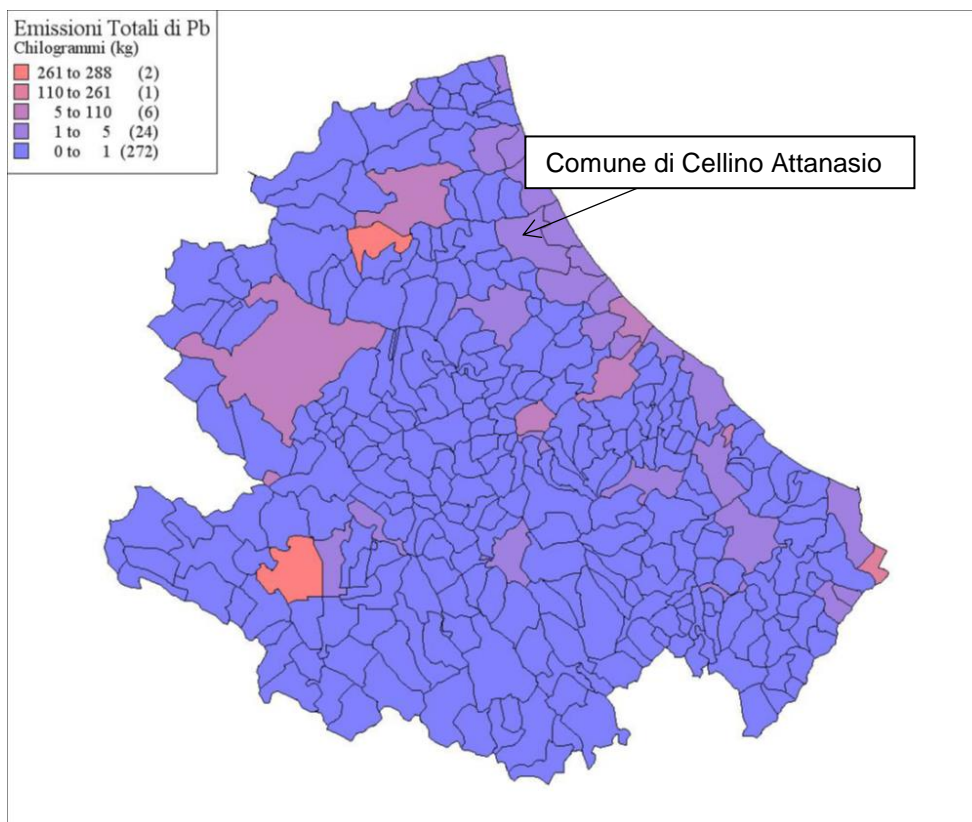 Emissioni Totali di Pb
Chilogrammi (kg)
261 to 288 (2)
110 to 261 (1)
5 to 110 (6)
1 to 5 (24)
0 to 1 (272)
Comune di Cellino Attanasio